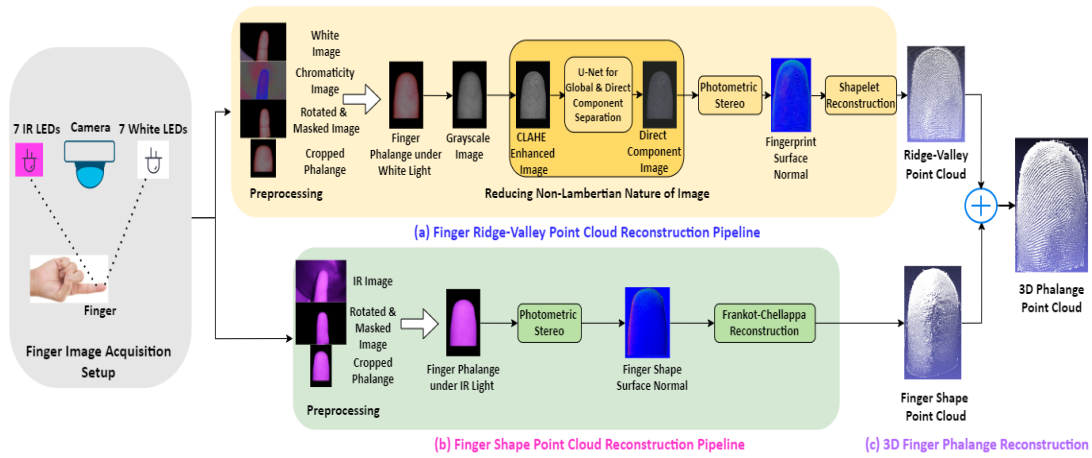 7 IR LEDs
Camera
7 White LEDs
Finger
Finger Image Acquisition
Setup
White
Image
Chromaticity
Image
Rotated &
Masked Image
Cropped
Phalange
Preprocessing
Finger
Phalange under
White Light
Grayscale
Image
CLAHE
Enhanced
Image
U-Net for
Global & Direct
Component
Separation
Direct
Component
Image
Reducing Non-Lambertian Nature of Image
Photometric
Stereo
Fingerprint
Surface
Normal
Shapelet
Reconstruction
Ridge-Valley
Point Cloud
(a) Finger Ridge-Valley Point Cloud Reconstruction Pipeline
IR Image
Rotated &
Masked
Image
Cropped
Phalange
Preprocessing
Finger Phalange
under IR Light
Photometric
Stereo
Finger Shape
Surface Normal
Frankot-Chellappa
Reconstruction
Finger Shape
Point Cloud
3D Phalange
Point Cloud
(b) Finger Shape Point Cloud Reconstruction Pipeline
(c) 3D Finger Phalange Reconstruction